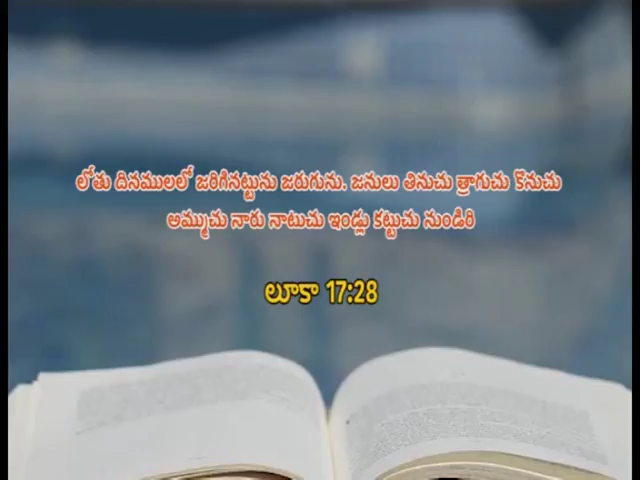 లోతు దినములలో జరిగినట్టును జరుగును. జనులు తినుచు త్రాగుచు కొనుచు
అమ్ముచు నారు నాటుచు ఇండ్లు కట్టుచు నుండిరి
లూకా 17:28